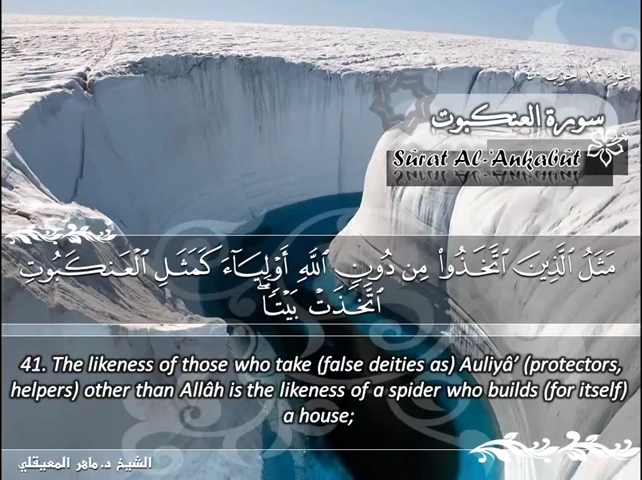 سورة العنكبوت
Sûrat Al-'Ankabût
مَثَلُ ٱلَّذِينَ ٱتَّخَذُوا۟ مِن دُونِ ٱللَّهِ أَوْلِيَآءَ كَمَثَلِ ٱلْعَنكَبُوتِ
ٱتَّخَذَتْ بَيْتًۭا ۖ
41. The likeness of those who take (false deities as) Auliyâ’ (protectors,
helpers) other than Allâh is the likeness of a spider who builds (for itself)
a house;
الشيخ د.ماهر المعيقلي